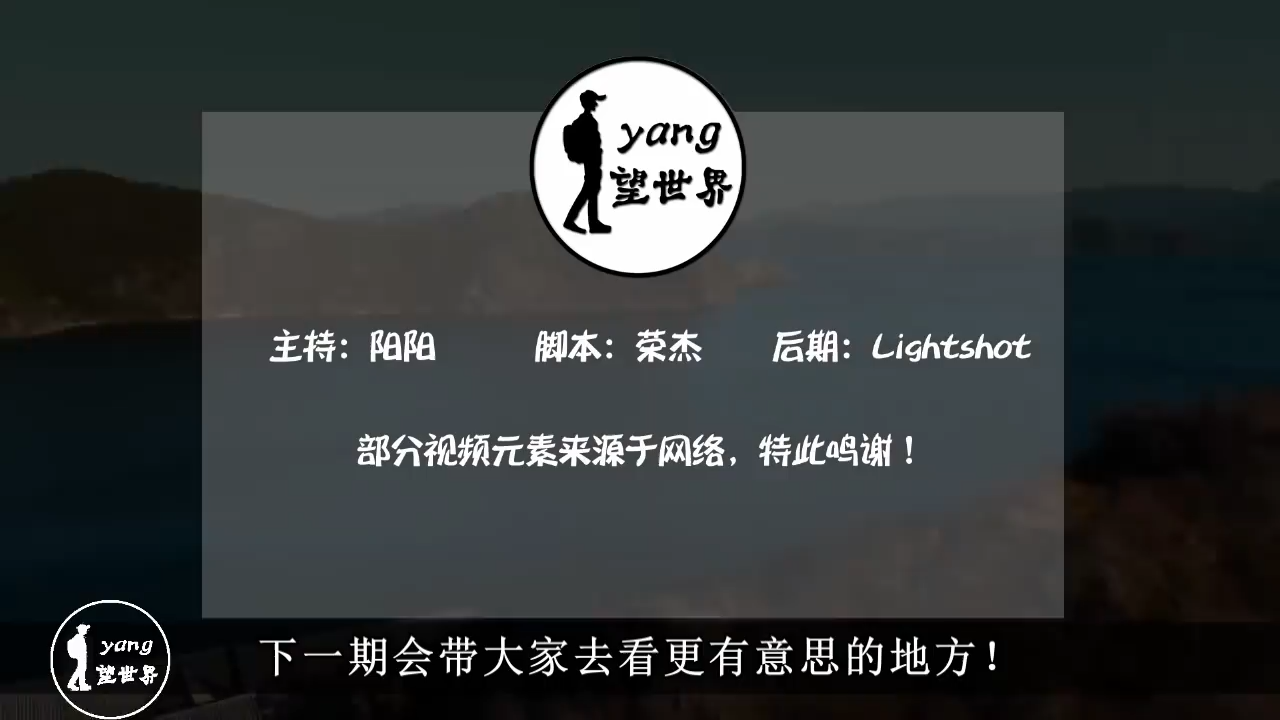 yang
望世界
主持：阳阳 脚本：荣杰 后期：Lightshot
部分视频元素来源于网络，特此鸣谢！
yang
望世界
下一期会带大家去看更有意思的地方！